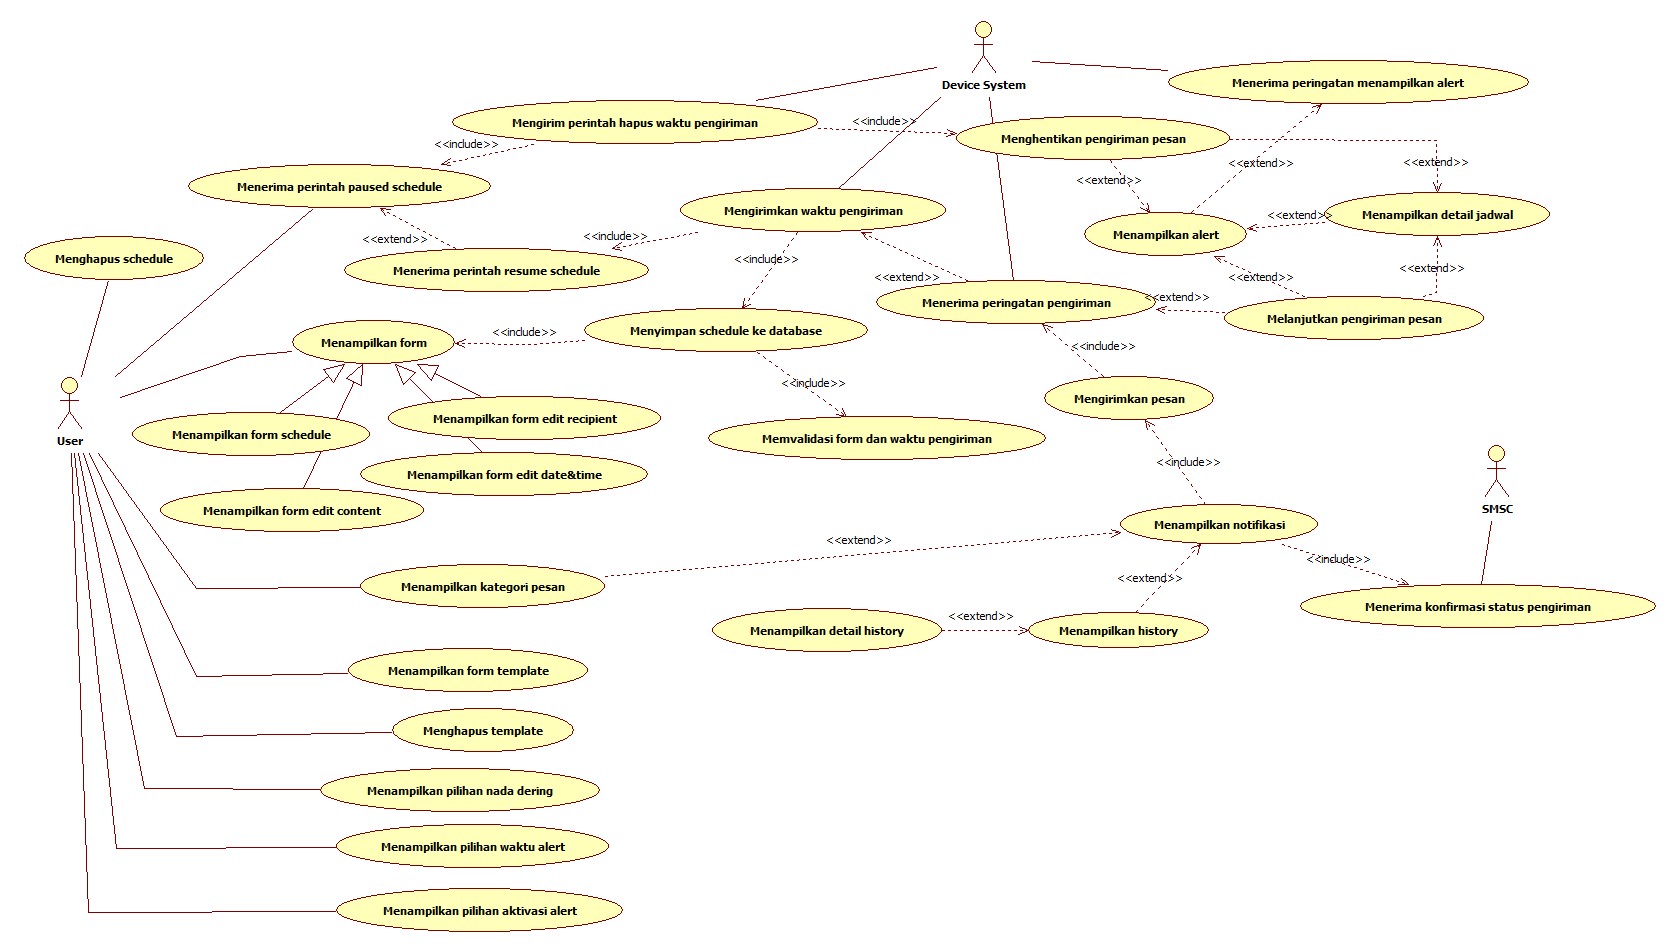 Device System
Menerima peringatan menampilkan alert
Mengirim perintah hapus waktu pengiriman
<<include>>
Menghentikan pengiriman pesan
<<include>>
<<extend>>
<<extend>>
<<extend>>
Menerima perintah paused schedule
Mengirimkan waktu pengiriman
Menampilkan detail jadwal
<<extend>>
Menampilkan alert
<<include>>
<<extend>>
Menghapus schedule
<<include>>
Menerima perintah resume schedule
<<extend>>
<<extend>>
<<extend>>
Menerima peringatan pengiriman
<<extend>>
Melanjutkan pengiriman pesan
Menyimpan schedule ke database
<<include>>
Menampilkan form
<<include>>
<<include>>
Mengirimkan pesan
Menampilkan form edit recipient
Menampilkan form schedule
User
Memvalidasi form dan waktu pengiriman
<<include>>
Menampilkan form edit date&time
Menampilkan form edit content
SMSC
Menampilkan notifikasi
<<extend>>
<<include>>
<<extend>>
Menampilkan kategori pesan
Menerima konfirmasi status pengiriman
<<extend>>
Menampilkan detail history
Menampilkan history
Menampilkan form template
Menghapus template
Menampilkan pilihan nada dering
Menampilkan pilihan waktu alert
Menampilkan pilihan aktivasi alert